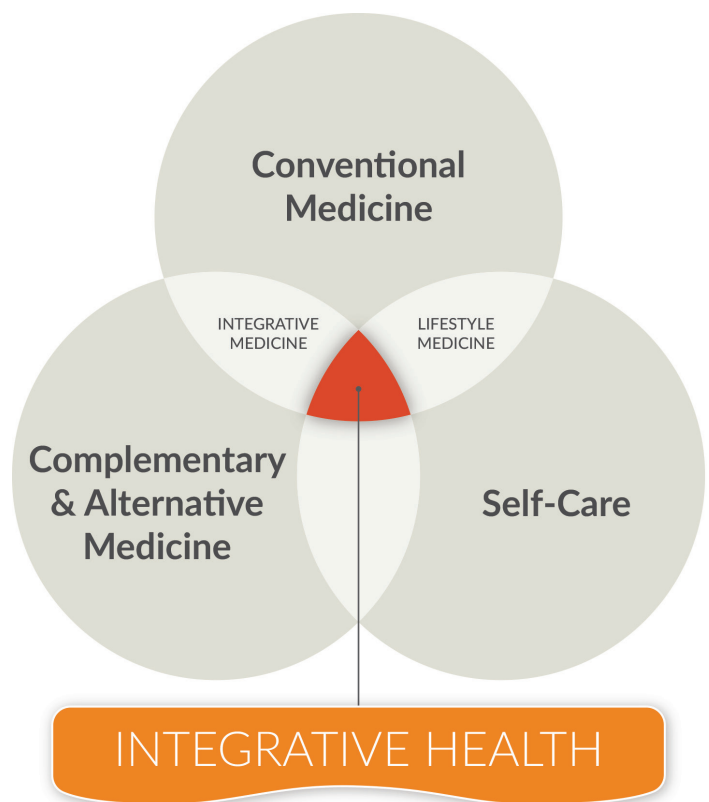 Conventional
Medicine
INTEGRATIVE
MEDICINE
LIFESTYLE
MEDICINE
Complementary
& Alternative
Medicine
Self-Care
INTEGRATIVE HEALTH